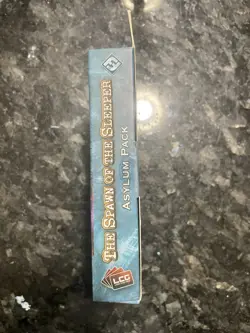 THE SPAWN OF THE SLEEPER
ASYLUM PACK
LCG